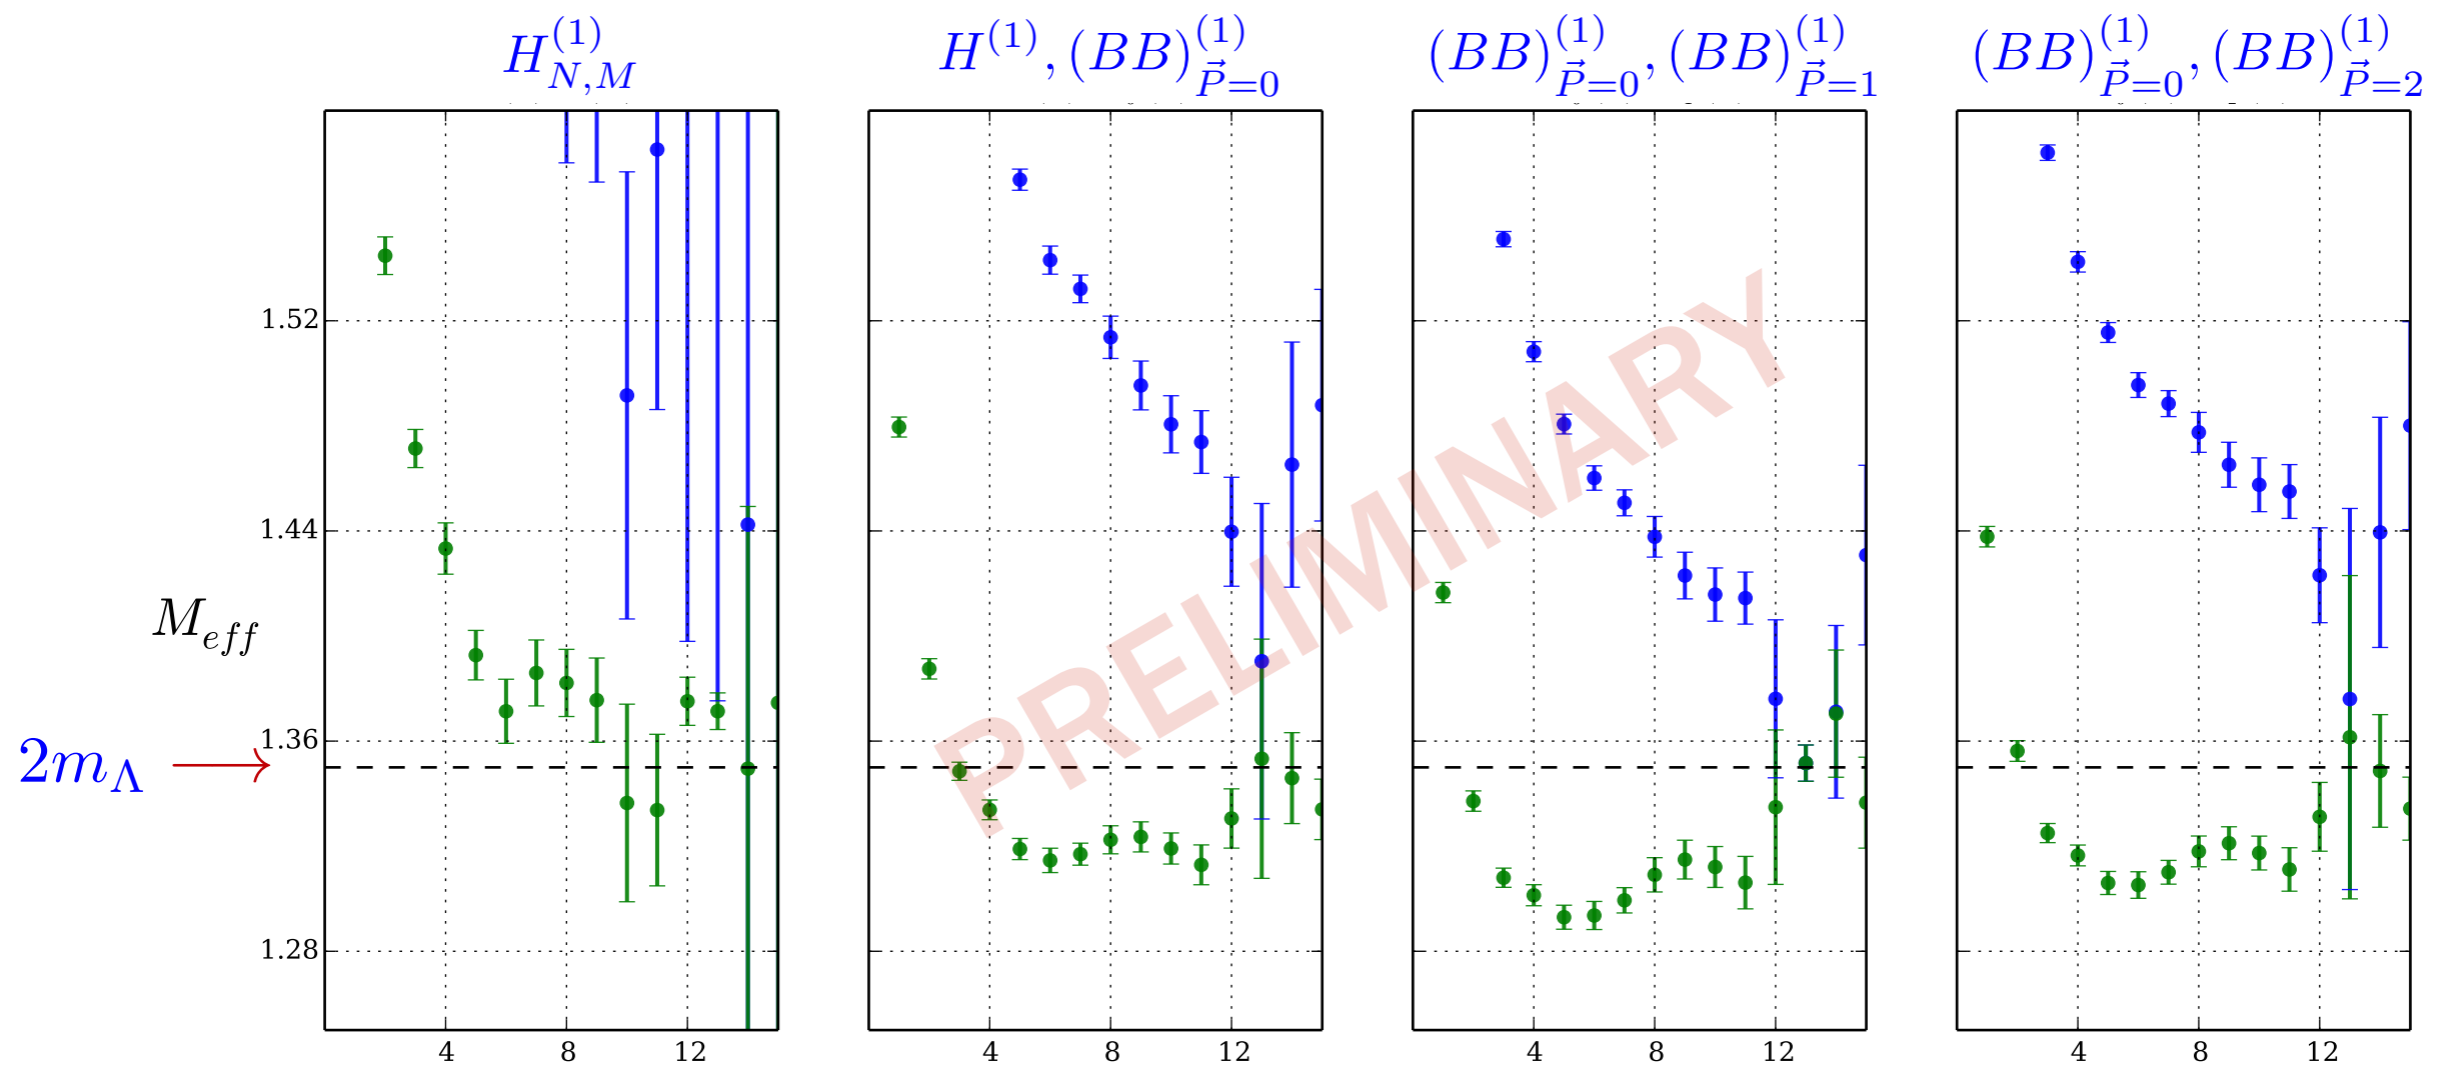 H^{(1)}_{N,M}
H^{(1)}, (BB)^{(1)}_{\vec{P}=0}
(BB)^{(1)}_{\vec{P}=0}, (BB)^{(1)}_{\vec{P}=1}
(BB)^{(1)}_{\vec{P}=0}, (BB)^{(1)}_{\vec{P}=2}
1.52
1.44
M_{eff}
1.36
2m_Λ
1.28
PRELIMINARY
4 8 12
4 8 12
4 8 12
4 8 12